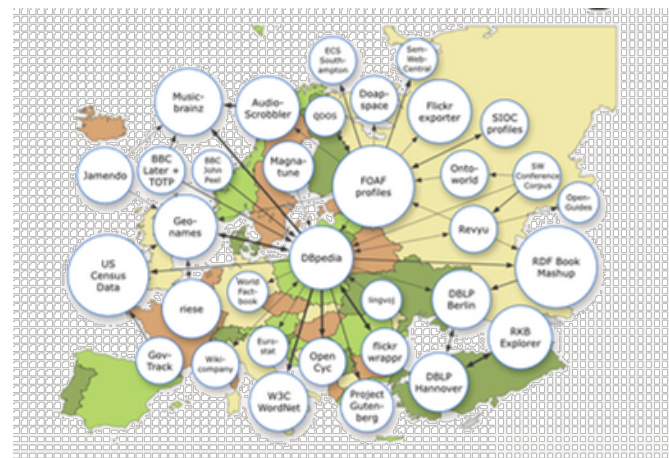 ECS
South-
ampton
Sem-
Web-
Central
Music-
brainz
Audio-
Scrobbler
QDOS
Doap-
space
Flickr
exporter
SIOC
profiles
Jamendo
BBC
Later +
TOTP
BBC
John
Peel
Magna-
tune
FOAF
profiles
Onto-
world
SW
Conference
Corpus
Open-
Guides
Geo-
names
Revyu
DBpedia
US
Census
Data
RDF Book
Mashup
World
Fact-
book
lingvoj
DBLP
Berlin
riese
RKB
Explorer
Gov-
Track
Wiki-
company
Euro-
stat
Open
Cyc
flickr
wrappr
DBLP
Hannover
W3C
WordNet
Project
Guten-
berg